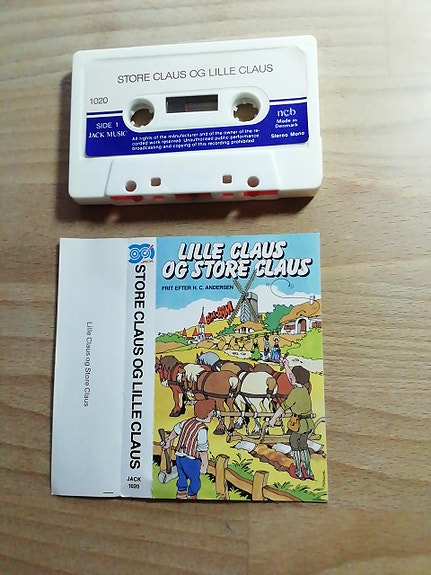 STORE CLAUS OG LILLE CLAUS
1020
SIDE 1
JACK MUSIC
All rights of the manufacturer and of the owner of the re-
corded work reserved. Unauthorised public performance
broadcasting and copying of this recording prohibited
ncb
Made in
Denmark
Stereo Mono
Lille Claus og Store Claus
JACK
STORE CLAUS OG LILLE CLAUS
JACK
1020
LILLE CLAUS
OG STORE CLAUS
FRIT EFTER H. C. ANDERSEN